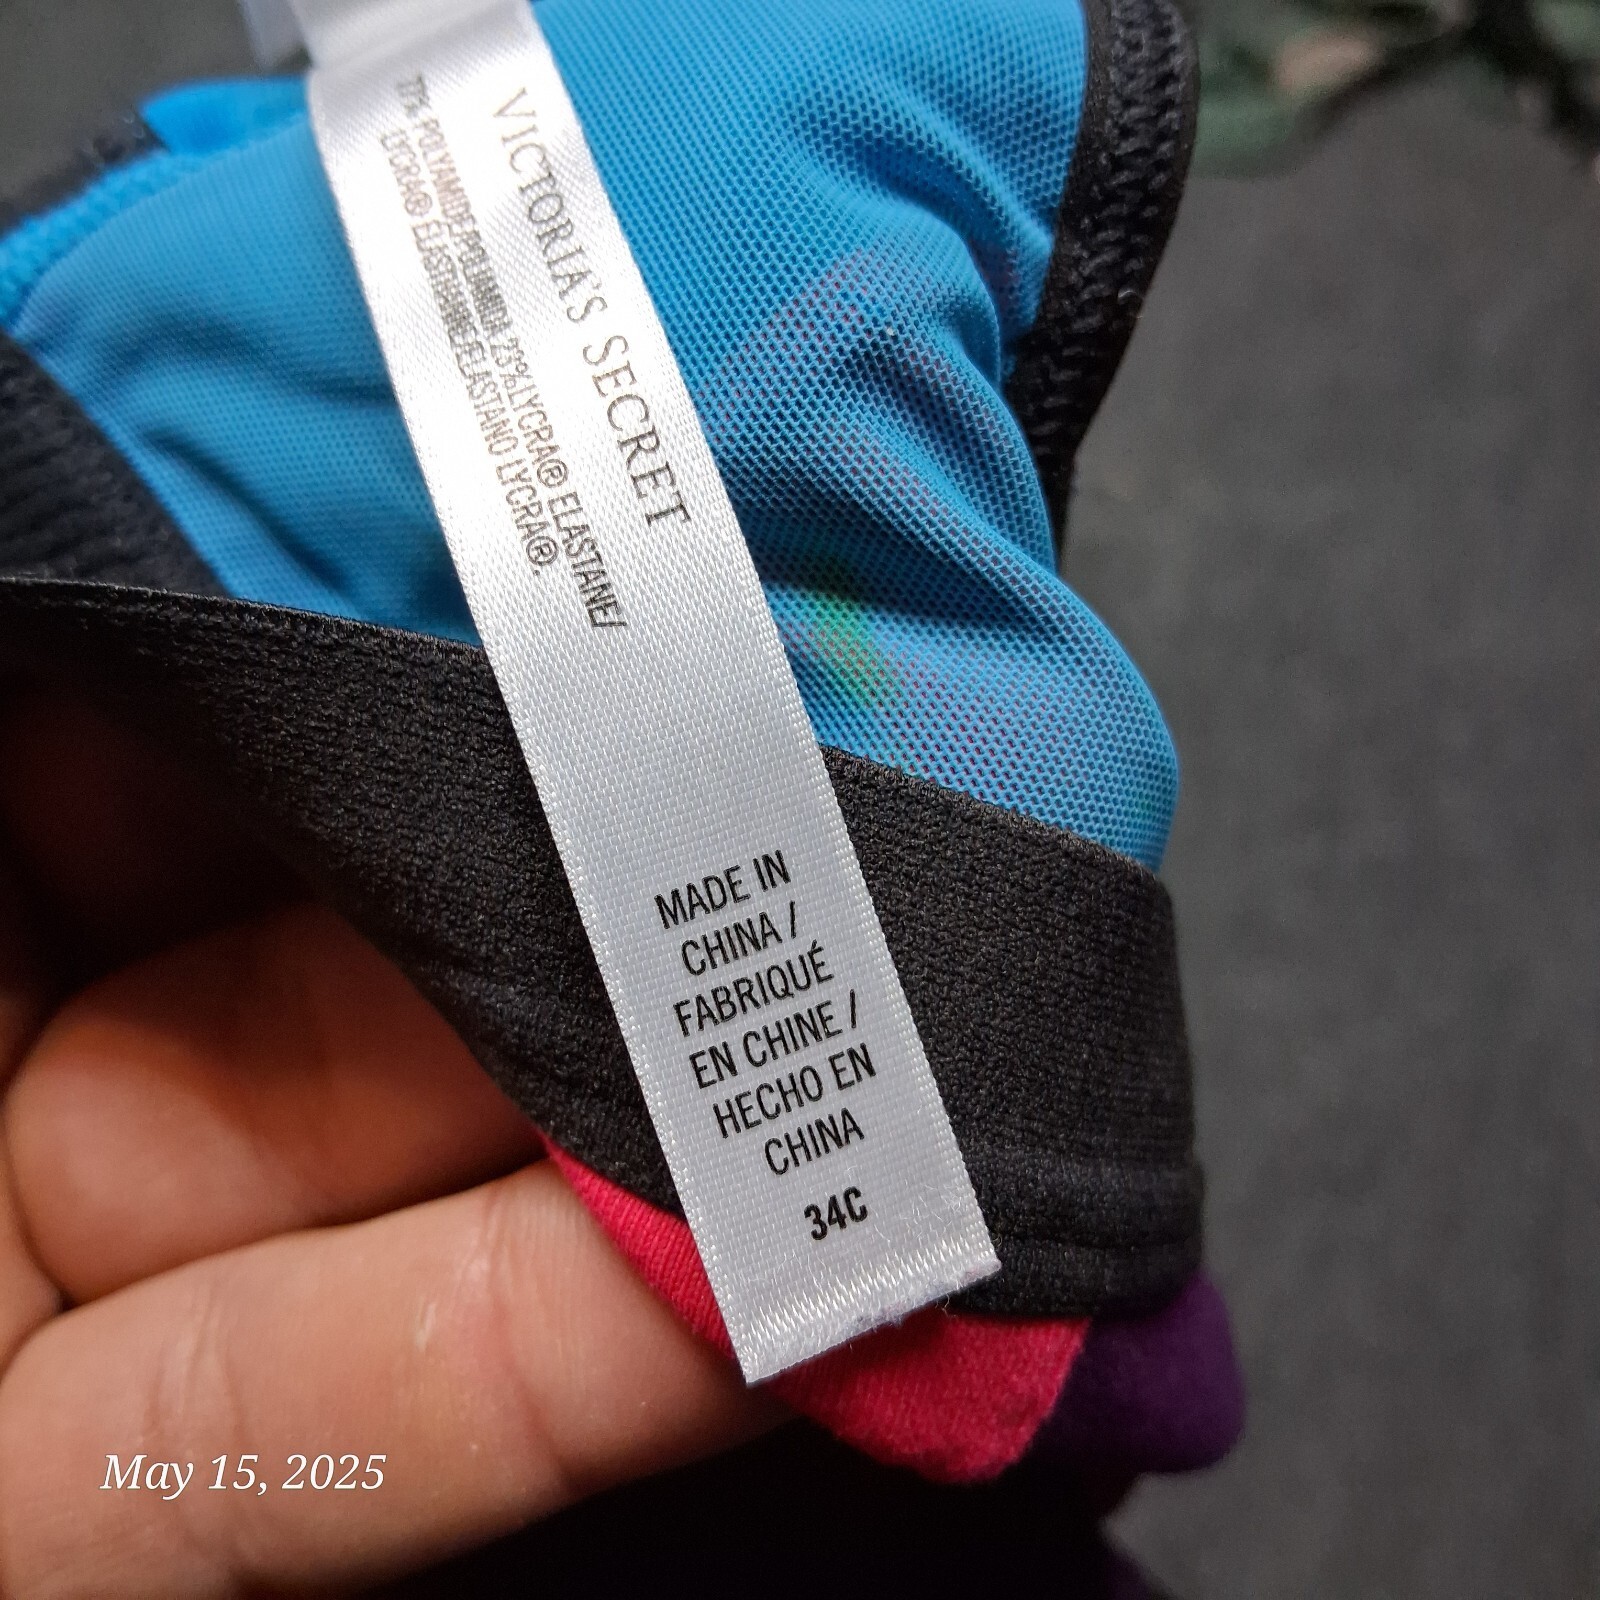 VICTORIA'S SECRET
77% POLYAMIDE/POLIAMIDA 23% LYCRA® ELASTANE/
LYCRA® ELASTHANNE/ELASTANO LYCRA®.
MADE IN
CHINA /
FABRIQUÉ
EN CHINE /
HECHO EN
CHINA
34C
May 15, 2025